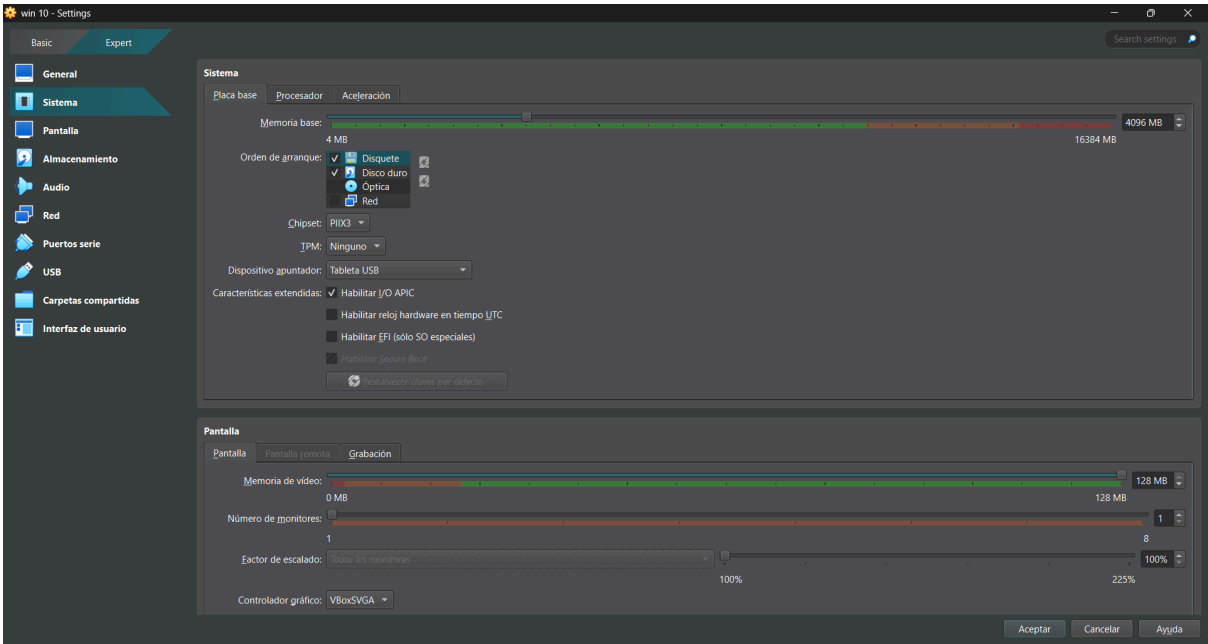 win 10 - Settings
Basic Expert Search settings
General
Sistema
Pantalla
Almacenamiento
Audio
Red
Puertos serie
USB
Carpetas compartidas
Interfaz de usuario
Sistema
Placa base Procesador Aceleración
Memoria base: 4096 MB
4 MB 16384 MB
Orden de arranque: Disquete
Disco duro
Óptica
Red
Chipset: PIIX3
TPM: Ninguno
Dispositivo apuntador: Tableta USB
Características extendidas: Habilitar I/O APIC
Habilitar reloj hardware en tiempo UTC
Habilitar EFI (sólo SO especiales)
Habilitar Secure Boot
Restablecer claves por defecto
Pantalla
Pantalla Pantalla remota Grabación
Memoria de vídeo: 128 MB
0 MB 128 MB
Número de monitores: 1
1 8
Factor de escalado: Todos los monitores 100%
100% 225%
Controlador gráfico: VBoxSVGA
Aceptar Cancelar Ayuda